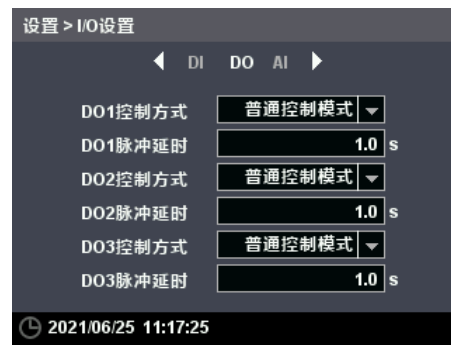 设置 > I/O设置
DI DO AI
DO1控制方式 普通控制模式
DO1脉冲延时 1.0 s
DO2控制方式 普通控制模式
DO2脉冲延时 1.0 s
DO3控制方式 普通控制模式
DO3脉冲延时 1.0 s
2021/06/25 11:17:25